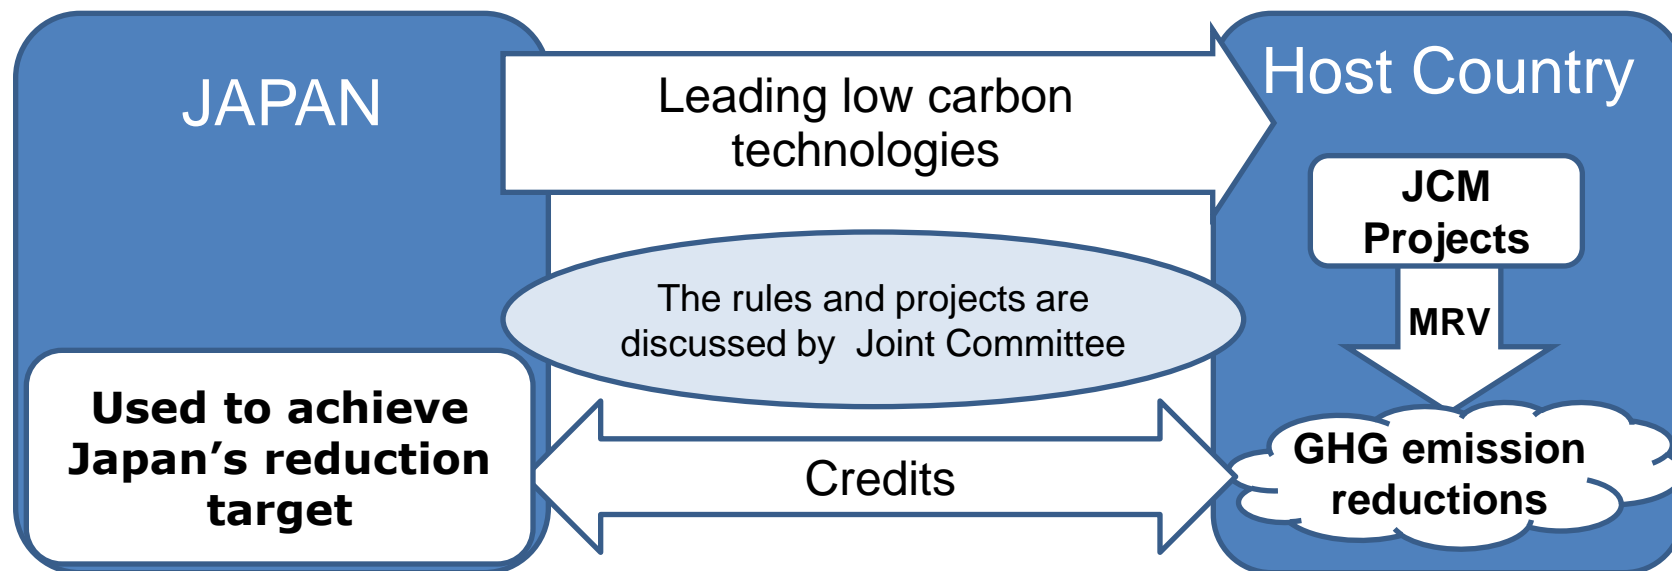 JAPAN
Leading low carbon
technologies
Host Country
JCM
Projects
The rules and projects are
discussed by  Joint Committee
MRV
Used to achieve
Japan’s reduction
target
Credits
GHG emission
reductions